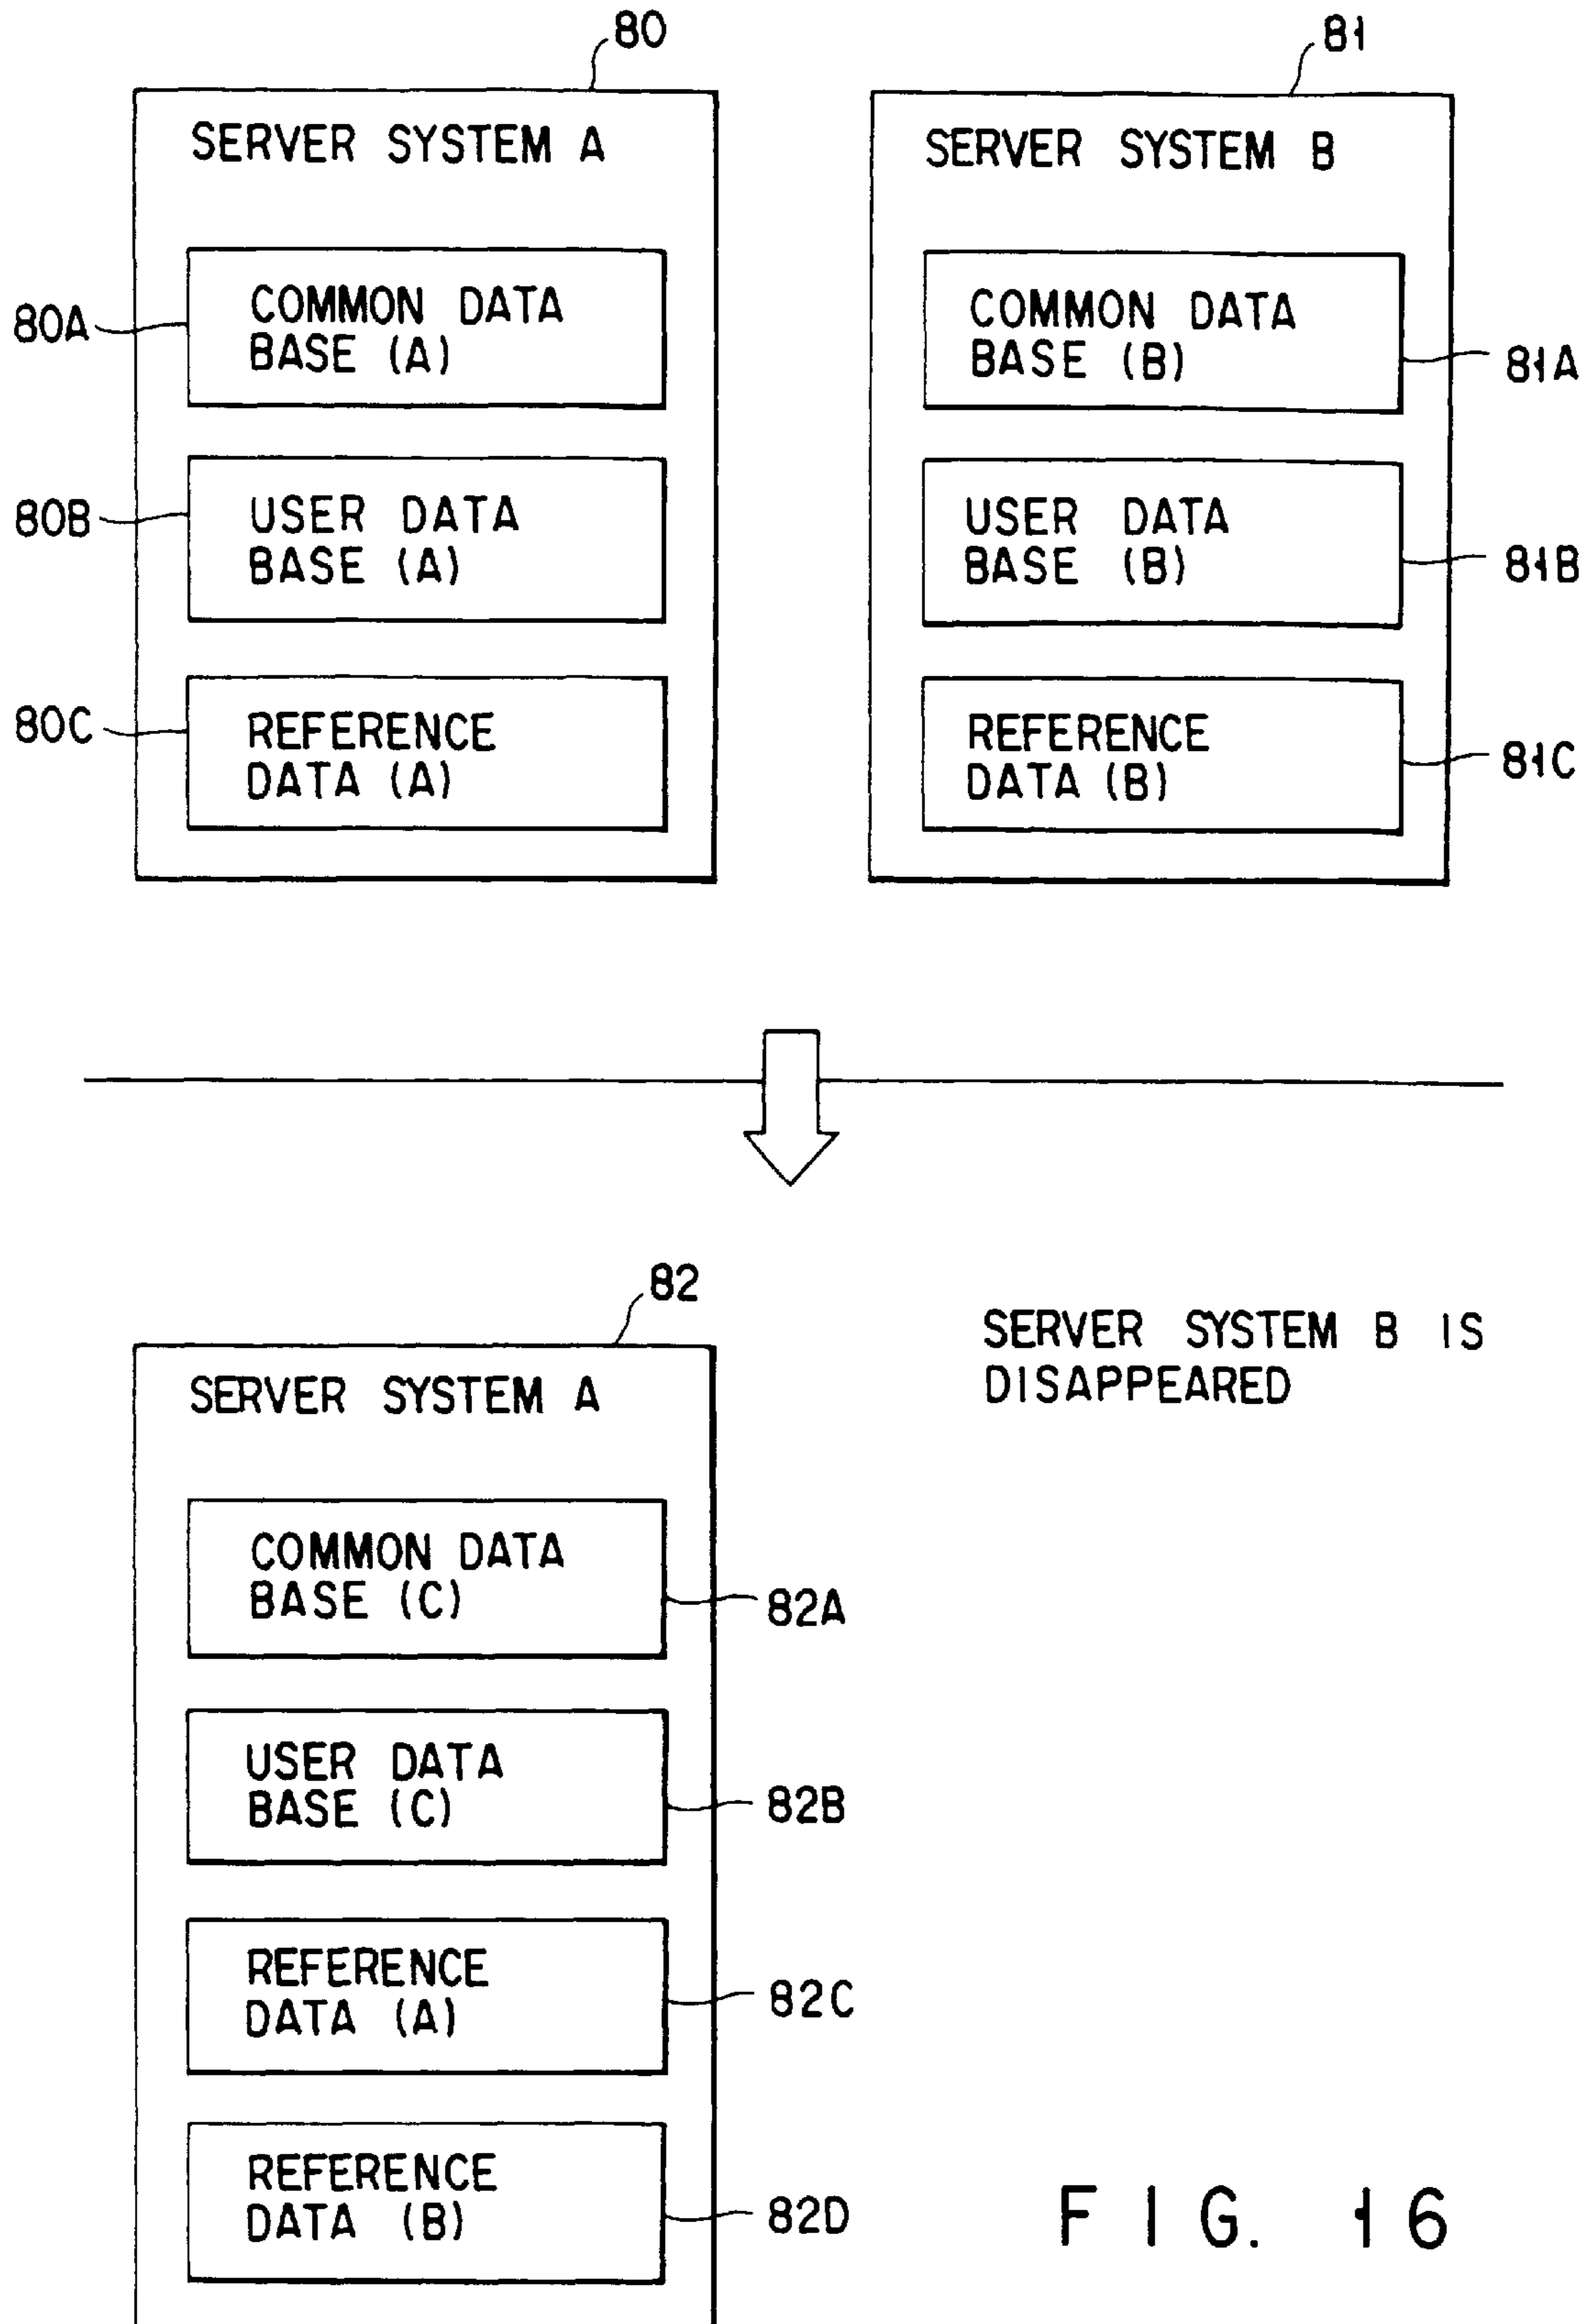 80
81
SERVER SYSTEM A
SERVER SYSTEM B
80A
COMMON DATA
BASE (A)
COMMON DATA
BASE (B)
81A
80B
USER DATA
BASE (A)
USER DATA
BASE (B)
81B
80C
REFERENCE
DATA (A)
REFERENCE
DATA (B)
81C
82
SERVER SYSTEM A
SERVER SYSTEM B IS
DISAPPEARED
COMMON DATA
BASE (C)
82A
USER DATA
BASE (C)
82B
REFERENCE
DATA (A)
82C
REFERENCE
DATA (B)
82D
FIG. 16